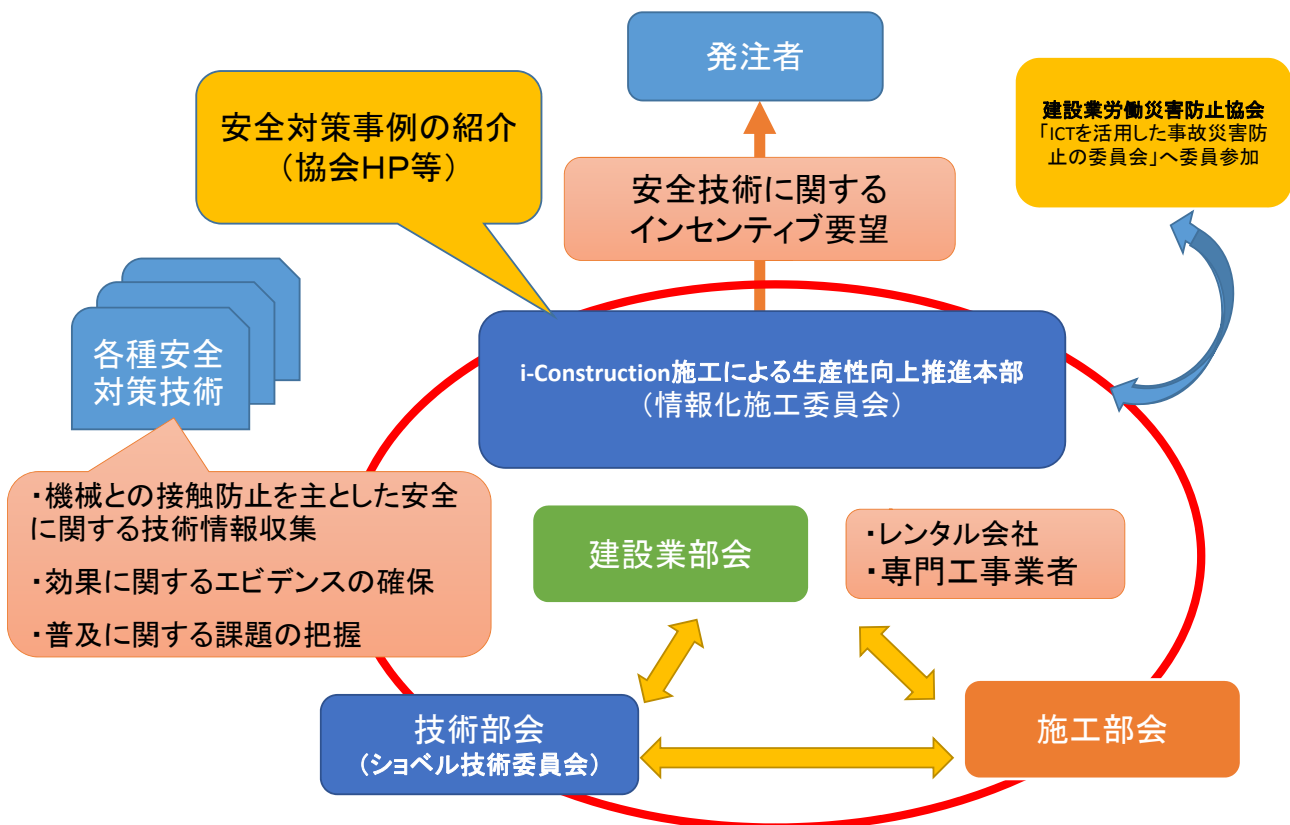 発注者
安全対策事例の紹介
（協会HP等）
建設業労働災害防止協会
「ICTを活用した事故災害防
止の委員会」へ委員参加
安全技術に関する
インセンティブ要望
各種安全
対策技術
i-Construction施工による生産性向上推進本部
（情報化施工委員会）
・機械との接触防止を主とした安全
に関する技術情報収集
・効果に関するエビデンスの確保
・普及に関する課題の把握
建設業部会
・レンタル会社
・専門工事業者
技術部会
（ショベル技術委員会）
施工部会